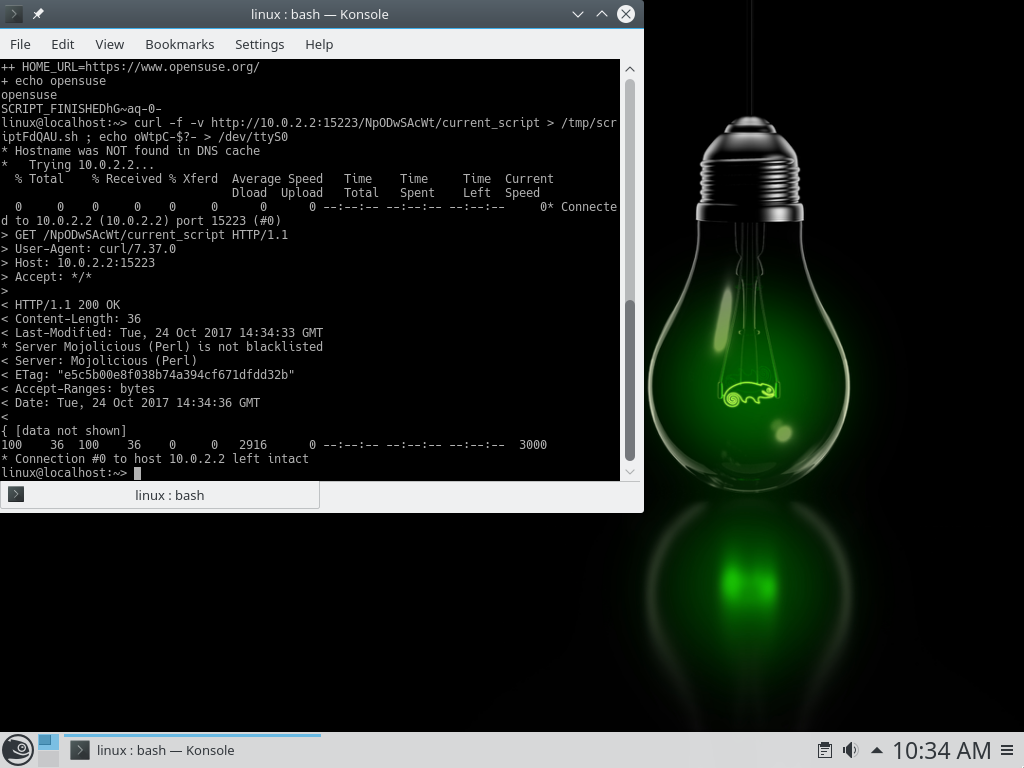 linux : bash — Konsole
File Edit View Bookmarks Settings Help
++ HOME_URL=https://www.opensuse.org/
+ echo opensuse
opensuse
SCRIPT_FINISHEDhG~aq-0-
linux@localhost:~> curl -f -v http://10.0.2.2:15223/NpODwSAcWt/current_script > /tmp/scr
iptFdQAU.sh ; echo oWtpC-$?- > /dev/ttyS0
* Hostname was NOT found in DNS cache
*   Trying 10.0.2.2...
  % Total    % Received % Xferd  Average Speed   Time    Time     Time  Current
                                 Dload  Upload   Total   Spent    Left  Speed
  0     0    0     0    0     0      0      0 --:--:-- --:--:-- --:--:--     0* Connecte
d to 10.0.2.2 (10.0.2.2) port 15223 (#0)
> GET /NpODwSAcWt/current_script HTTP/1.1
> User-Agent: curl/7.37.0
> Host: 10.0.2.2:15223
> Accept: */*
>
< HTTP/1.1 200 OK
< Content-Length: 36
< Last-Modified: Tue, 24 Oct 2017 14:34:33 GMT
* Server Mojolicious (Perl) is not blacklisted
< Server: Mojolicious (Perl)
< ETag: "e5c5b00e8f038b74a394cf671dfdd32b"
< Accept-Ranges: bytes
< Date: Tue, 24 Oct 2017 14:34:36 GMT
<
{ [data not shown]
100    36  100    36    0     0   2916      0 --:--:-- --:--:-- --:--:--  3000
* Connection #0 to host 10.0.2.2 left intact
linux@localhost:~>
linux : bash
linux : bash — Konsole
10:34 AM